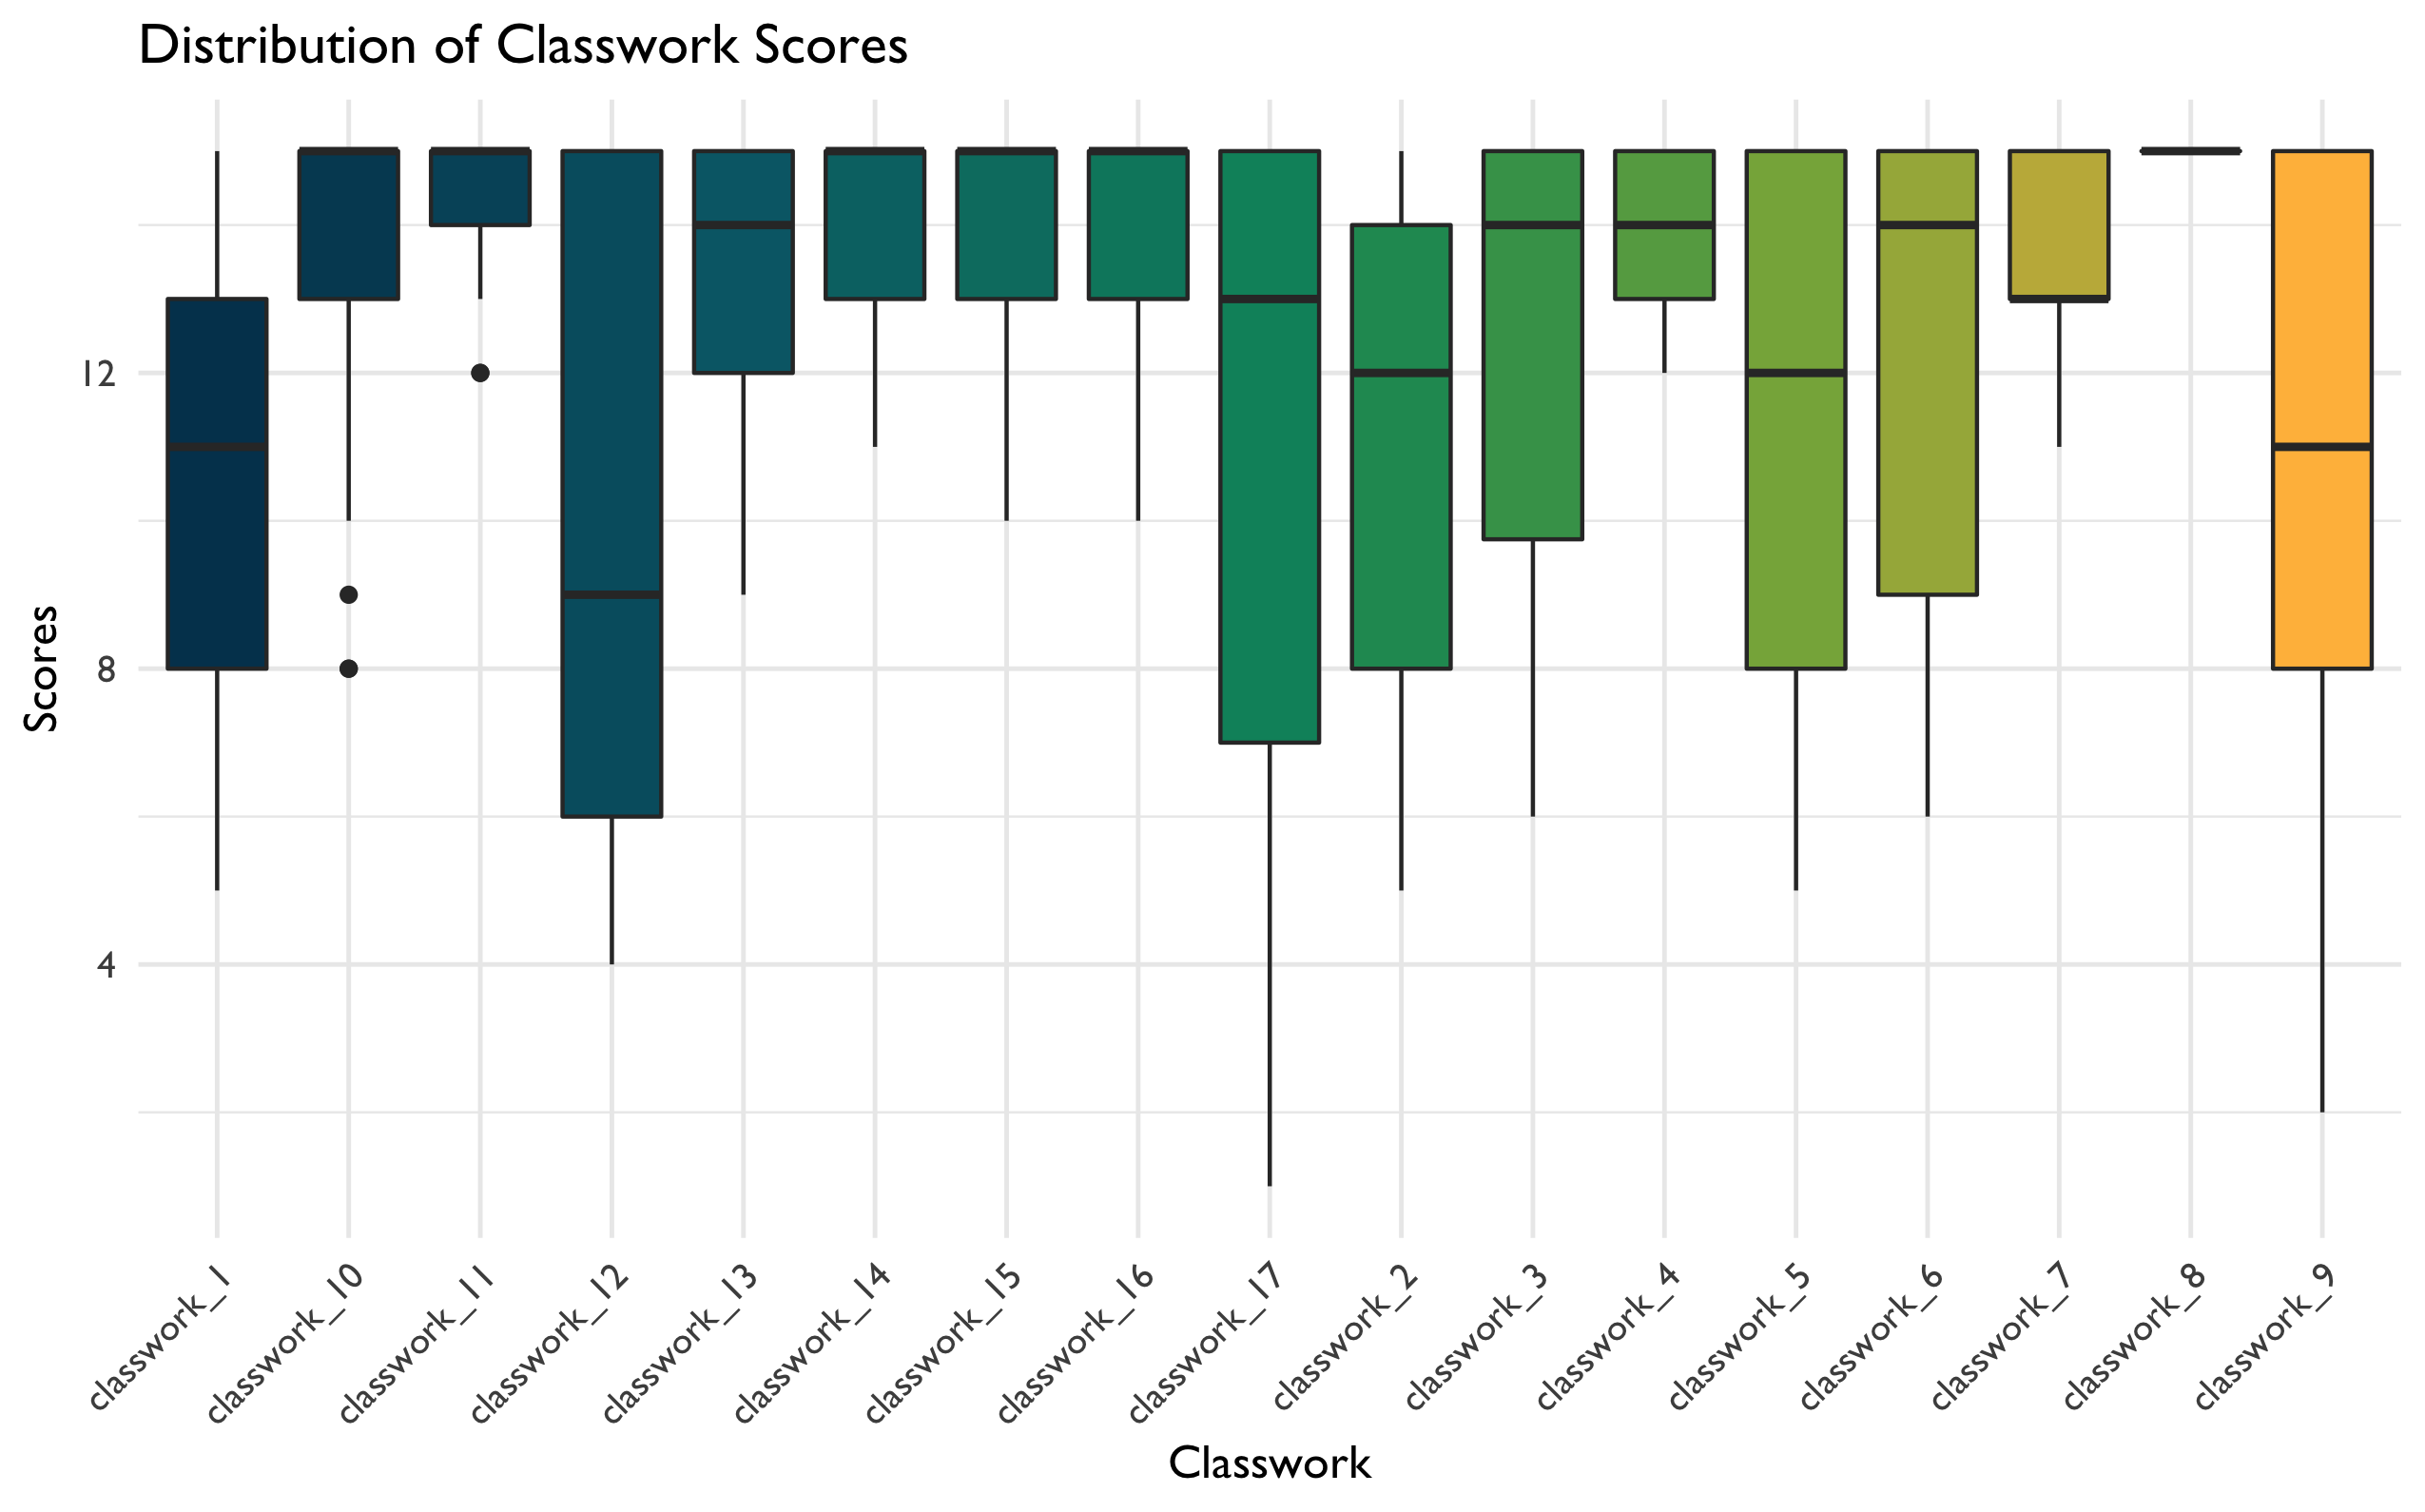 Distribution of Classwork Scores
Scores
12
8
4
classwork_1
classwork_10
classwork_11
classwork_12
classwork_13
classwork_14
classwork_15
classwork_16
classwork_17
classwork_2
classwork_3
classwork_4
classwork_5
classwork_6
classwork_7
classwork_8
classwork_9
Classwork